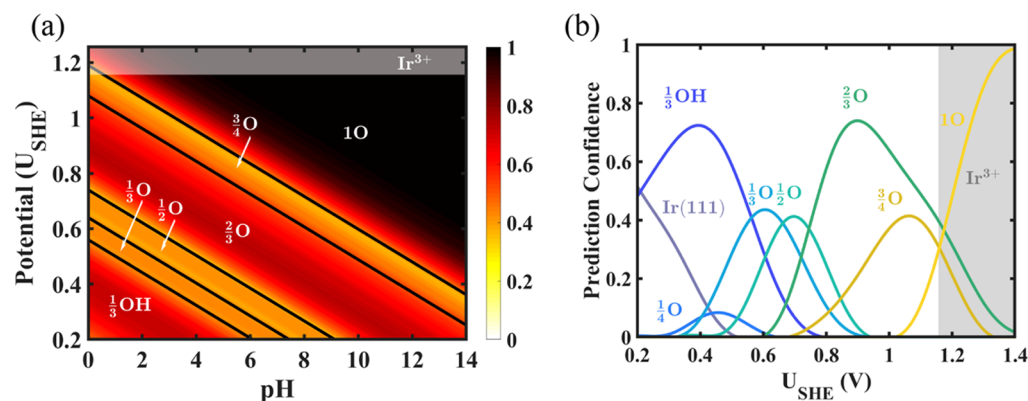 (a)
Potential (U_SHE)
1.2
1
0.8
0.6
0.4
0.2
0
2
4
6
8
10
12
14
pH
Ir³⁺
1O
¾O
⅔O
½O
⅓O
⅓OH
1
0.8
0.6
0.4
0.2
0
(b)
Prediction Confidence
1
0.8
0.6
0.4
0.2
0
0.2
0.4
0.6
0.8
1
1.2
1.4
U_SHE (V)
⅓OH
Ir(111)
¼O
⅓O
½O
⅔O
¾O
1O
Ir³⁺